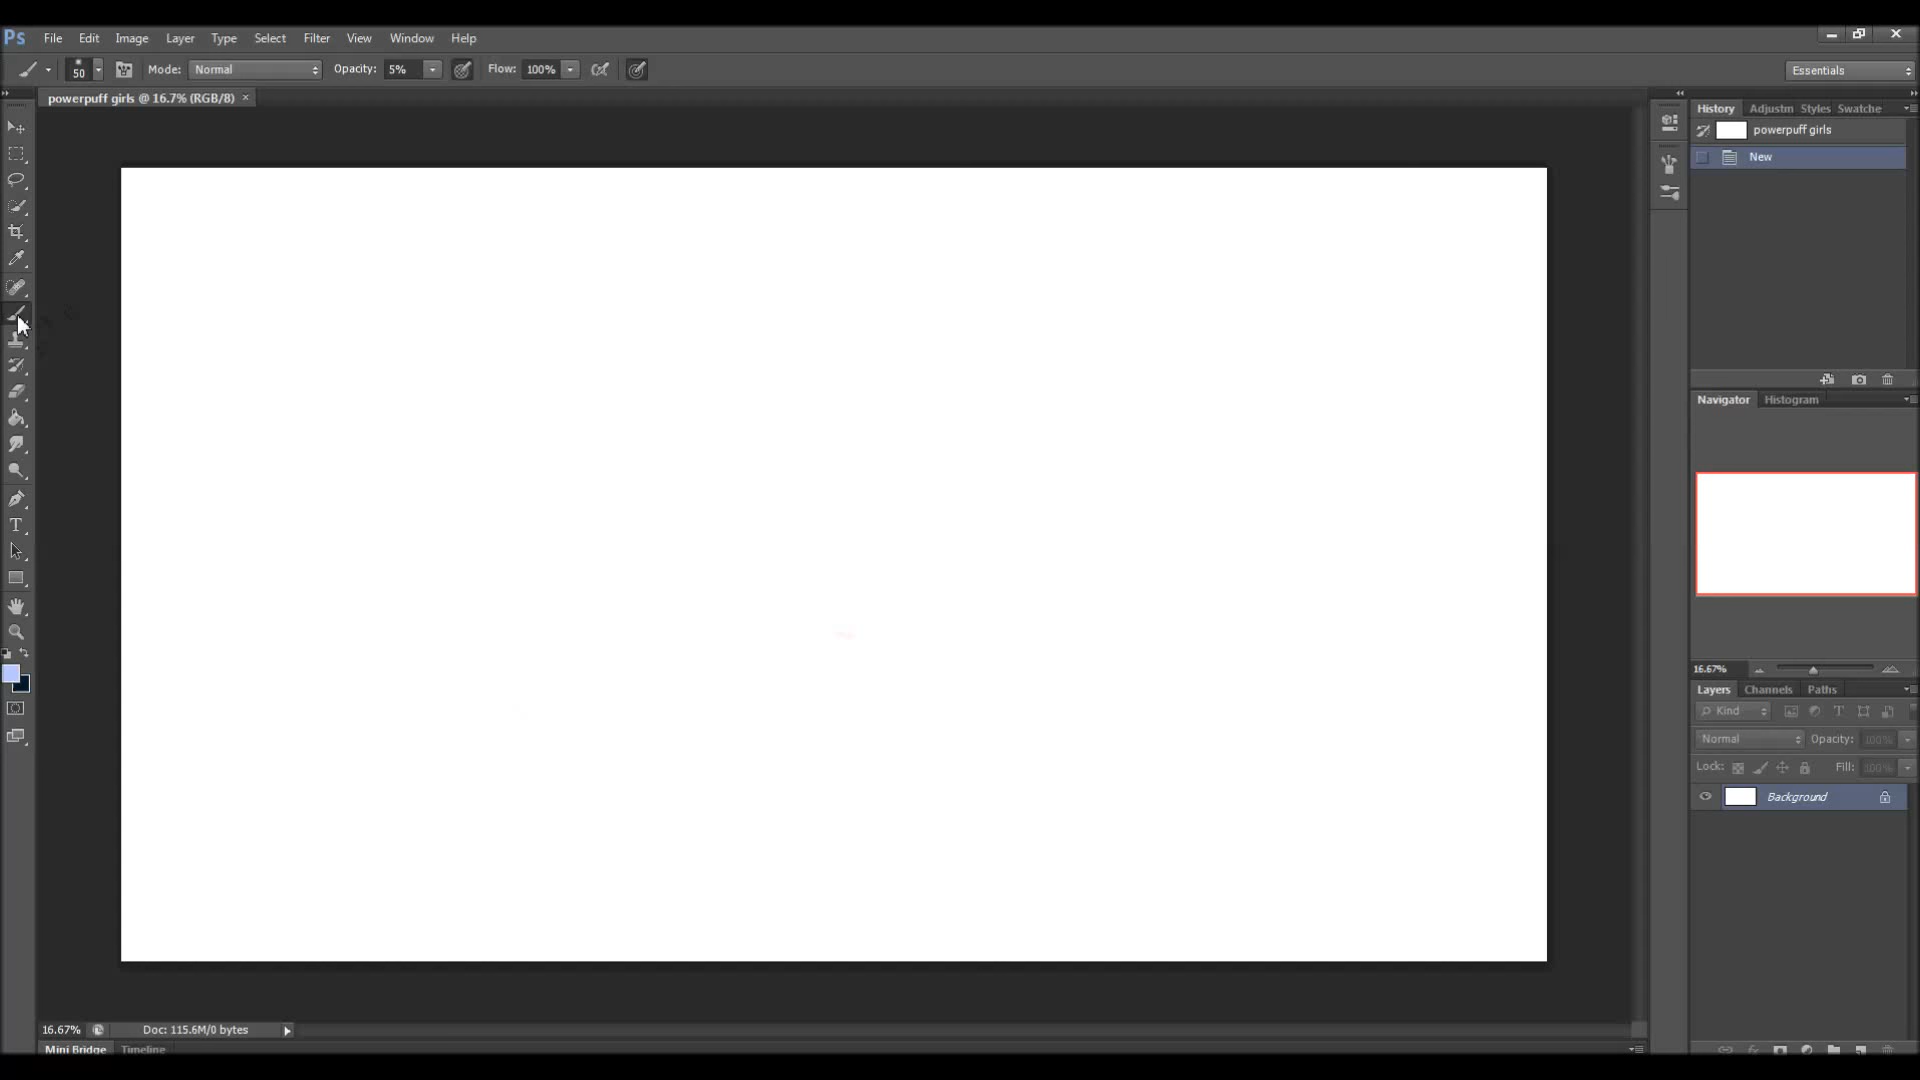 Ps File Edit Image Layer Type Select Filter View Window Help
50 Mode: Normal Opacity: 5% Flow: 100% Essentials
powerpuff girls @ 16.7% (RGB/8) ×
History Adjustm Styles Swatche
powerpuff girls
New
Navigator Histogram
16.67%
Layers Channels Paths
Kind
Normal Opacity: 100%
Lock: Fill: 100%
Background
16.67% Doc: 115.6M/0 bytes
Mini Bridge Timeline